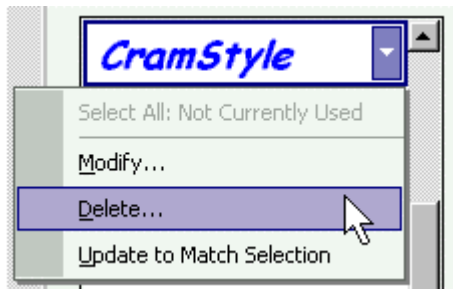 CramStyle
Select All: Not Currently Used
Modify...
Delete...
Update to Match Selection